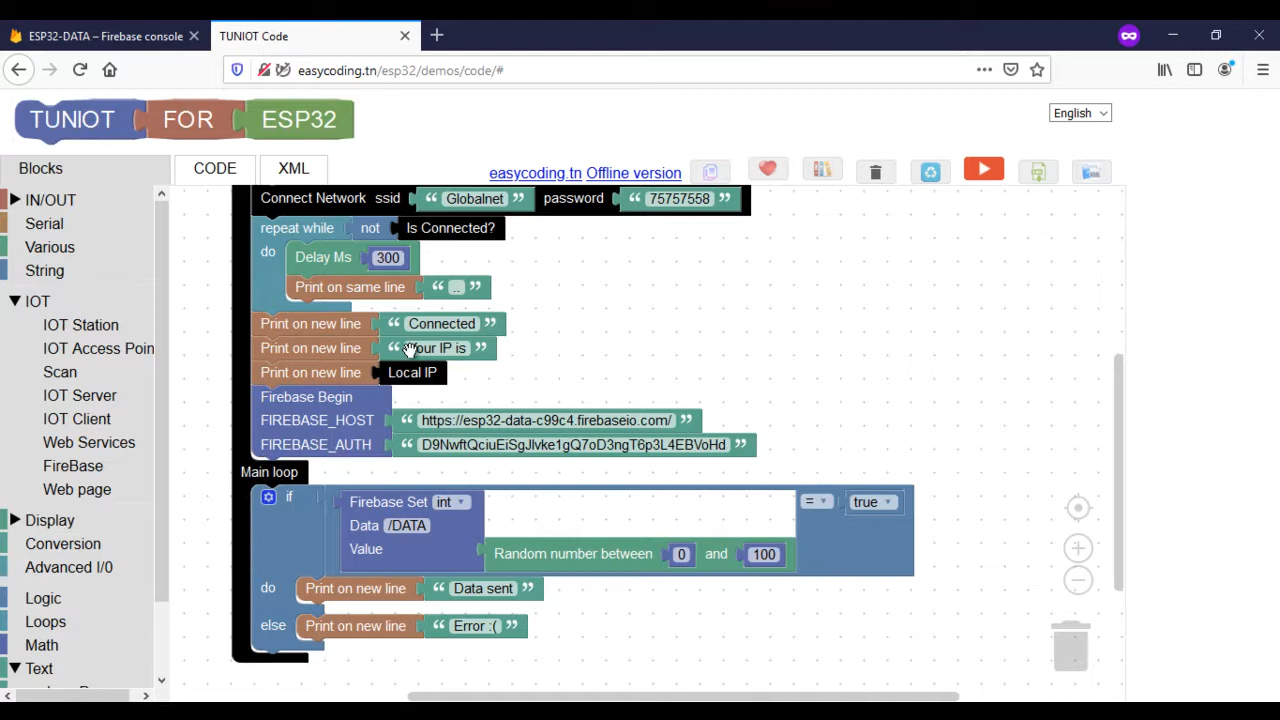 ESP32-DATA – Firebase console
TUNIOT Code
easycoding.tn/esp32/demos/code/#
TUNIOT FOR ESP32
English
Blocks
CODE
XML
easycoding.tn Offline version
IN/OUT
Serial
Various
String
IOT
IOT Station
IOT Access Poin
Scan
IOT Server
IOT Client
Web Services
FireBase
Web page
Display
Conversion
Advanced I/0
Logic
Loops
Math
Text
Connect Network ssid “ Globalnet ” password “ 75757558 ”
repeat while not Is Connected?
do Delay Ms 300
Print on same line “ .. ”
Print on new line “ Connected ”
Print on new line “ Your IP is ”
Print on new line Local IP
Firebase Begin
FIREBASE_HOST “ https://esp32-data-c99c4.firebaseio.com/ ”
FIREBASE_AUTH “ D9NwftQciuEiSgJlvke1gQ7oD3ngT6p3L4EBVoHd ”
Main loop
if Firebase Set int = true
Data /DATA
Value Random number between 0 and 100
do Print on new line “ Data sent ”
else Print on new line “ Error :( ”